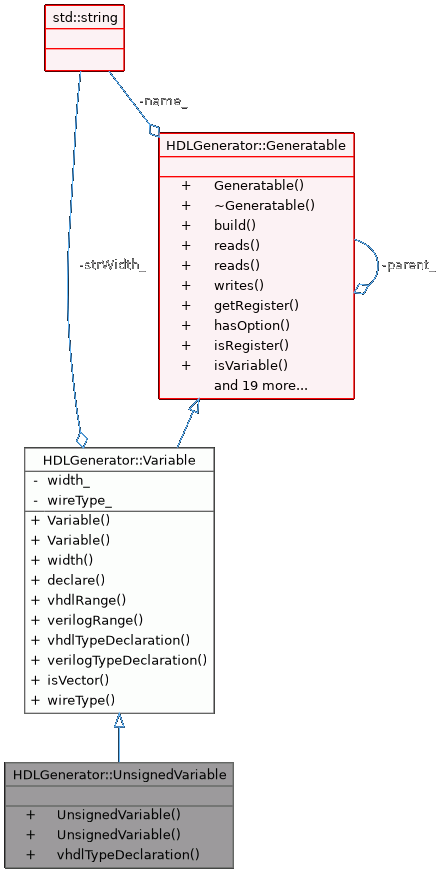 std::string
-name_
HDLGenerator::Generatable
+ Generatable()
+ ~Generatable()
+ build()
+ reads()
+ reads()
+ writes()
+ getRegister()
+ hasOption()
+ isRegister()
+ isVariable()
and 19 more...
-parent_
-strWidth_
HDLGenerator::Variable
- width_
- wireType_
+ Variable()
+ Variable()
+ width()
+ declare()
+ vhdlRange()
+ verilogRange()
+ vhdlTypeDeclaration()
+ verilogTypeDeclaration()
+ isVector()
+ wireType()
HDLGenerator::UnsignedVariable
+ UnsignedVariable()
+ UnsignedVariable()
+ vhdlTypeDeclaration()